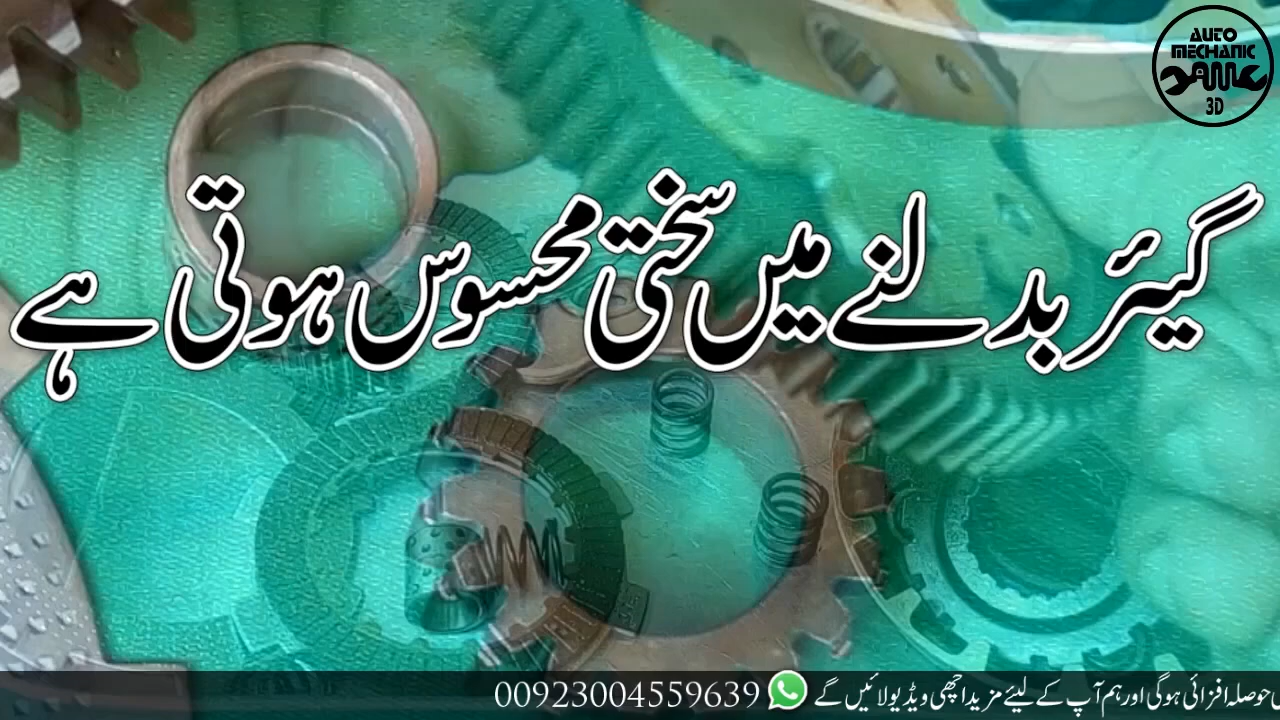 AUTO
MECHANIC
AMC
3D
گیئر بدلنے میں سختی محسوس ہوتی ہے
حوصلہ افزائی ہوگی اور ہم آپ کے لیئے مزید اچھی ویڈیو لائیں گے 00923004559639